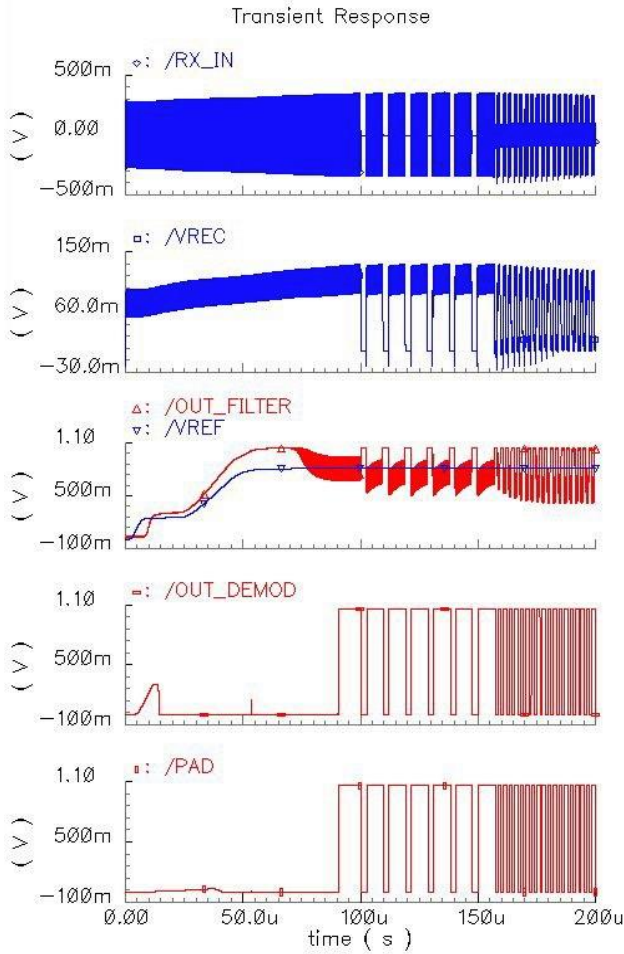 Transient Response
◇: /RX_IN
500m
0.00
-500m
( V )
□: /VREC
150m
60.0m
-30.0m
( V )
△: /OUT_FILTER
▽: /VREF
1.10
500m
-100m
( V )
▭: /OUT_DEMOD
1.10
500m
-100m
( V )
▯: /PAD
1.10
500m
-100m
( V )
0.00 50.0u 100u 150u 200u
time ( s )